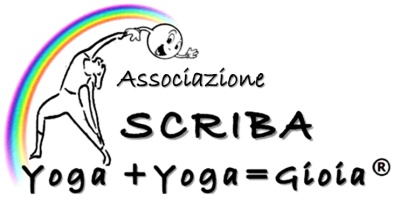 Associazione
SCRIBA
Yoga + Yoga = Gioia®